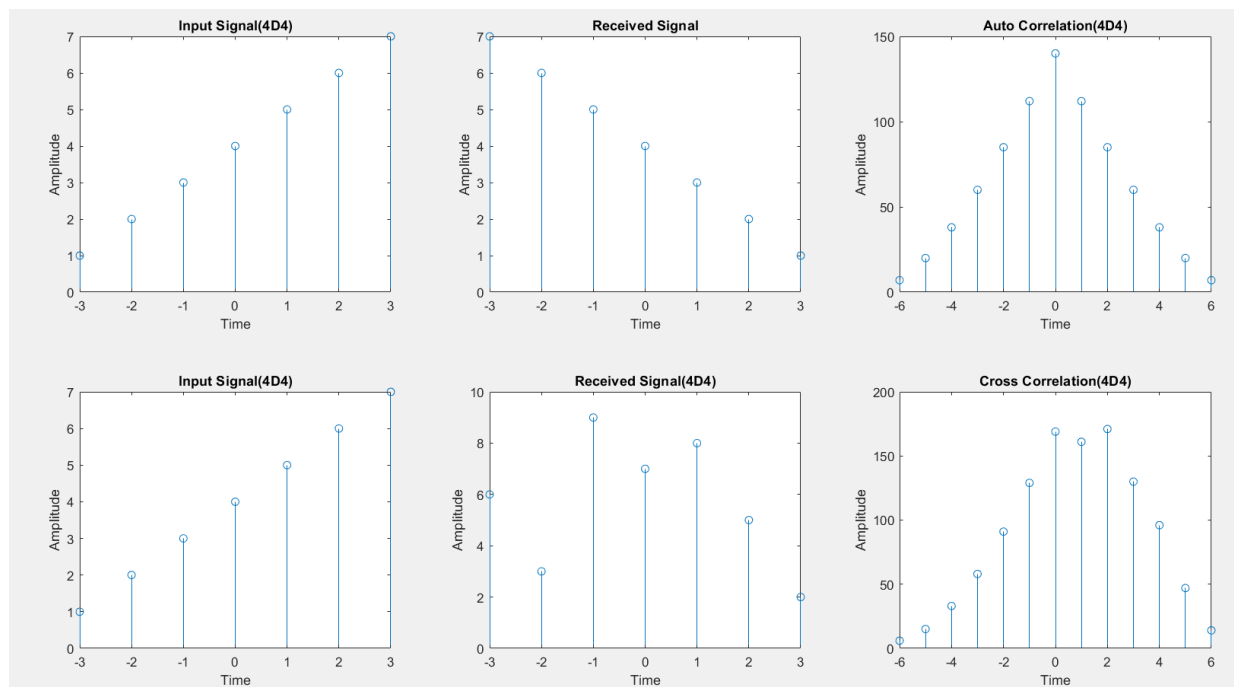 Input Signal(4D4)
7
6
5
4
3
2
1
0
Amplitude
-3 -2 -1 0 1 2 3
Time
Received Signal
7
6
5
4
3
2
1
0
Amplitude
-3 -2 -1 0 1 2 3
Time
Auto Correlation(4D4)
150
100
50
0
Amplitude
-6 -4 -2 0 2 4 6
Time
Input Signal(4D4)
7
6
5
4
3
2
1
0
Amplitude
-3 -2 -1 0 1 2 3
Time
Received Signal(4D4)
10
8
6
4
2
0
Amplitude
-3 -2 -1 0 1 2 3
Time
Cross Correlation(4D4)
200
150
100
50
0
Amplitude
-6 -4 -2 0 2 4 6
Time